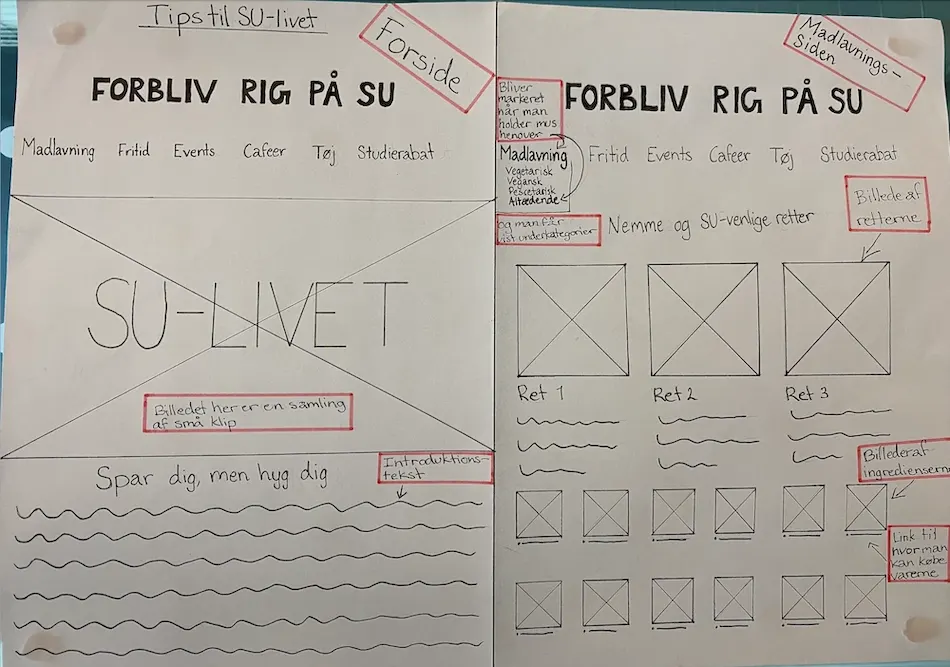 Tips til SU-livet
Forside
FORBLIV RIG PÅ SU
Madlavning Fritid Events Cafeer Tøj Studierabat
SU-LIVET
Billedet her er en samling
af små klip
Spar dig, men hyg dig
Introduktions-
tekst
Madlavnings-
Siden
Bliver
markeret
når man
holder mus
henover
FORBLIV RIG PÅ SU
Madlavning Fritid Events Cafeer Tøj Studierabat
Vegetarisk
Vegansk
Pescetarisk
Altædende
og man får
vist underkategorier
Nemme og SU-venlige retter
Billede af
retterne
Ret 1 Ret 2 Ret 3
Billeder af
ingredienserne
Link til
hvor man
kan købe
varerne